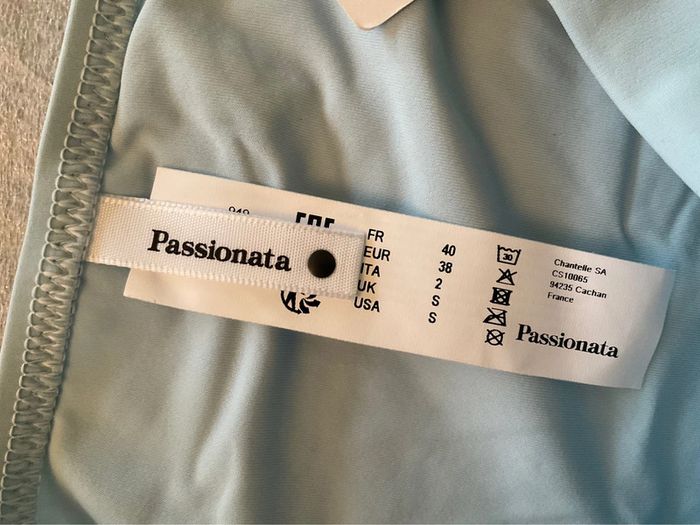 Passionata
FR 40
EUR 38
ITA 2
UK S
USA S
30
Chantelle SA
CS10065
94235 Cachan
France
Passionata